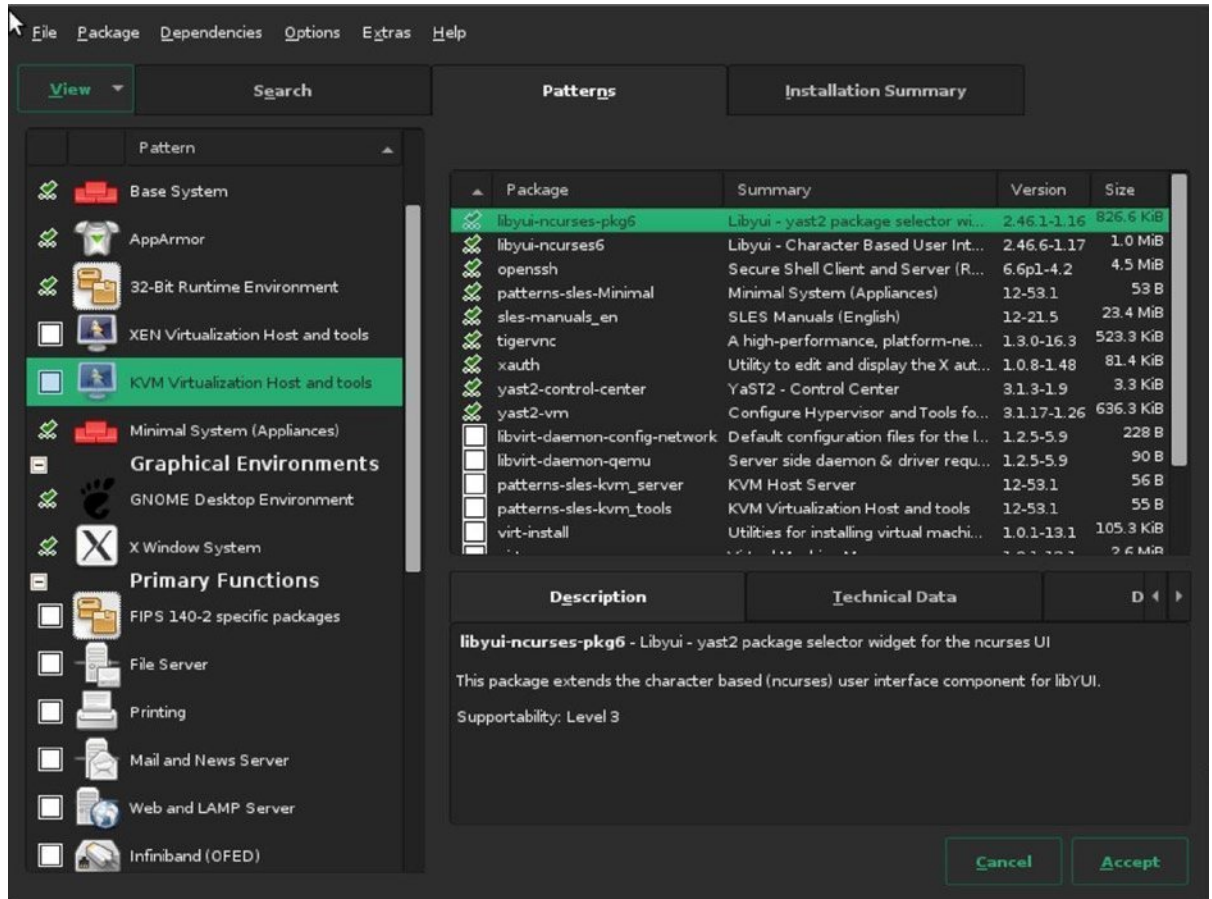 File Package Dependencies Options Extras Help
View Search Patterns Installation Summary
Pattern
Base System
AppArmor
32-Bit Runtime Environment
XEN Virtualization Host and tools
KVM Virtualization Host and tools
Minimal System (Appliances)
Graphical Environments
GNOME Desktop Environment
X Window System
Primary Functions
FIPS 140-2 specific packages
File Server
Printing
Mail and News Server
Web and LAMP Server
Infiniband (OFED)
Package Summary Version Size
libyui-ncurses-pkg6 Libyui - yast2 package selector wi... 2.46.1-1.16 826.6 KiB
libyui-ncurses6 Libyui - Character Based User Int... 2.46.6-1.17 1.0 MiB
openssh Secure Shell Client and Server (R... 6.6p1-4.2 4.5 MiB
patterns-sles-Minimal Minimal System (Appliances) 12-53.1 53 B
sles-manuals_en SLES Manuals (English) 12-21.5 23.4 MiB
tigervnc A high-performance, platform-ne... 1.3.0-16.3 523.3 KiB
xauth Utility to edit and display the X aut... 1.0.8-1.48 81.4 KiB
yast2-control-center YaST2 - Control Center 3.1.3-1.9 3.3 KiB
yast2-vm Configure Hypervisor and Tools fo... 3.1.17-1.26 636.3 KiB
libvirt-daemon-config-network Default configuration files for the l... 1.2.5-5.9 228 B
libvirt-daemon-qemu Server side daemon & driver requ... 1.2.5-5.9 90 B
patterns-sles-kvm_server KVM Host Server 12-53.1 56 B
patterns-sles-kvm_tools KVM Virtualization Host and tools 12-53.1 55 B
virt-install Utilities for installing virtual machi... 1.0.1-13.1 105.3 KiB
2.6 MiB
Description Technical Data D
libyui-ncurses-pkg6 - Libyui - yast2 package selector widget for the ncurses UI
This package extends the character based (ncurses) user interface component for libYUI.
Supportability: Level 3
Cancel Accept